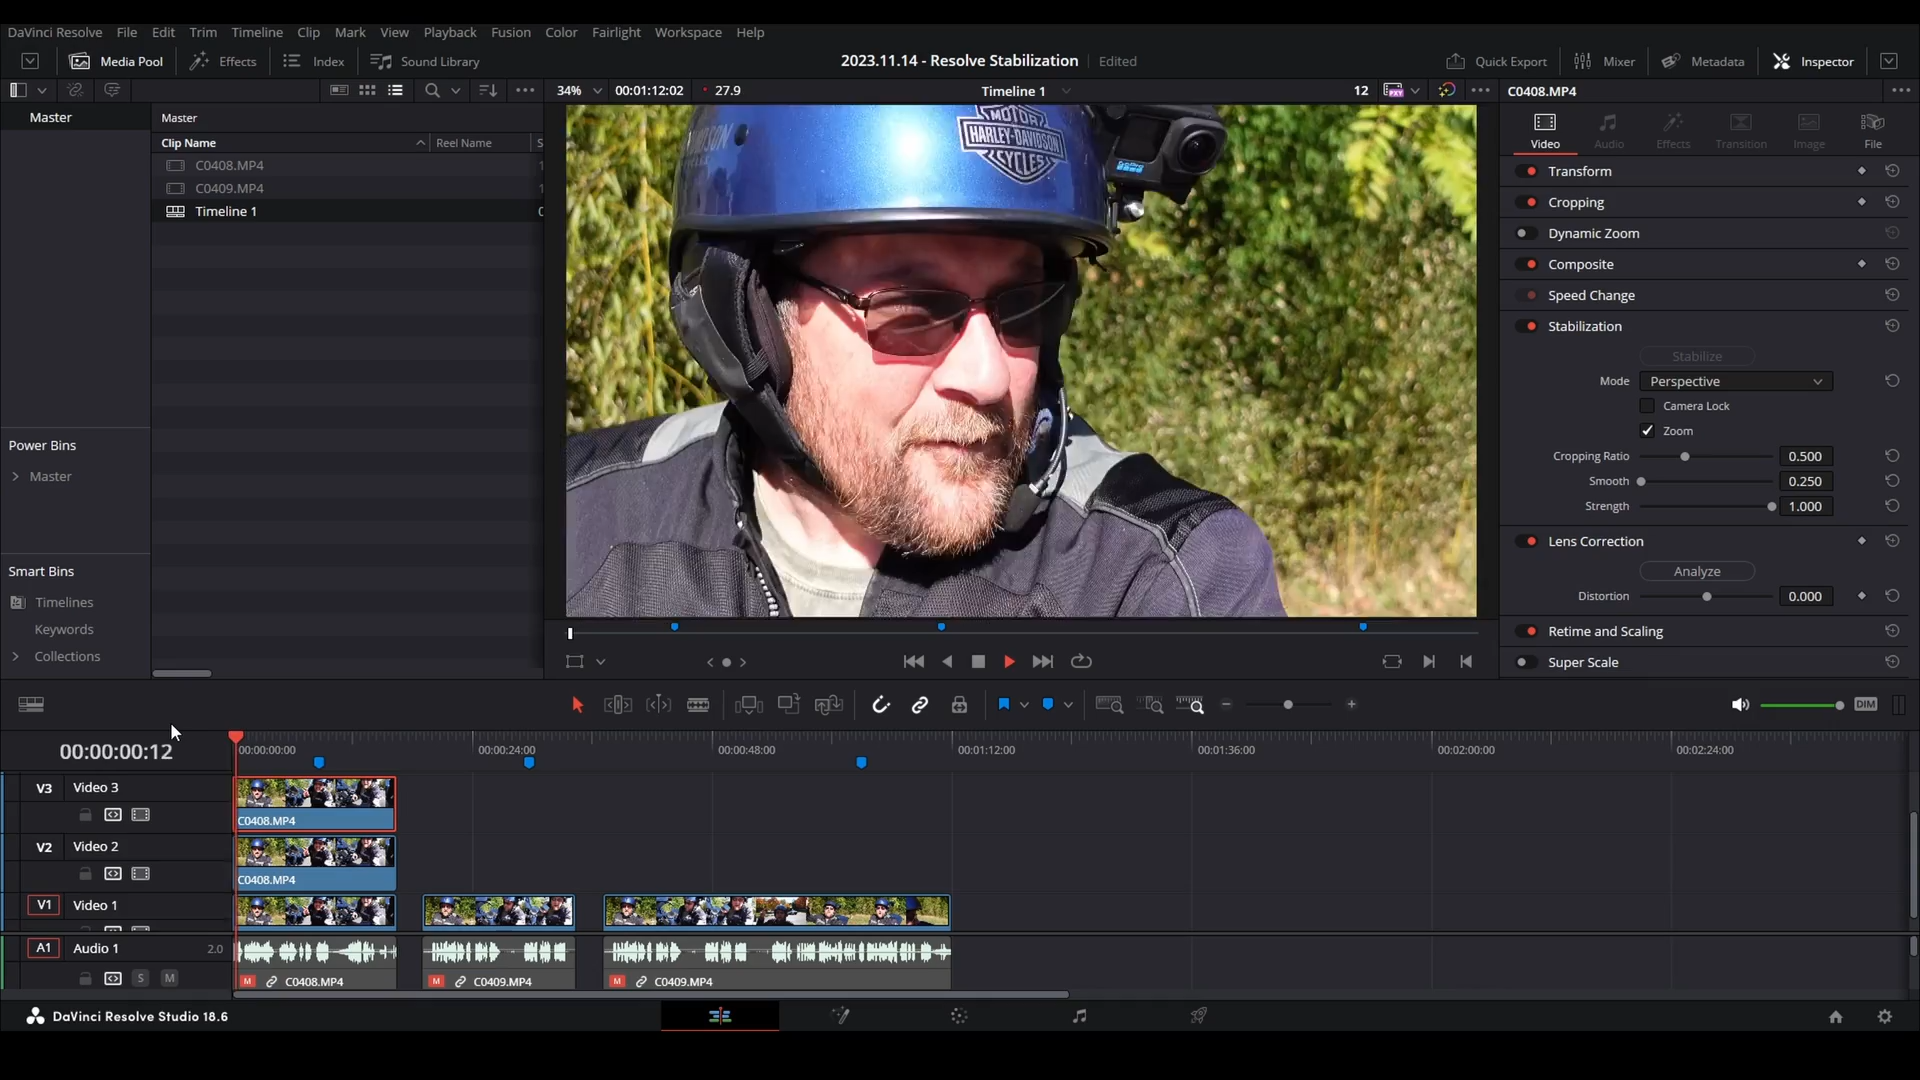 DaVinci Resolve File Edit Trim Timeline Clip Mark View Playback Fusion Color Fairlight Workspace Help
Media Pool Effects Index Sound Library 2023.11.14 - Resolve Stabilization Edited Quick Export Mixer Metadata Inspector
34% 00:01:12:02 27.9 Timeline 1 12 C0408.MP4
Master Master
Clip Name Reel Name S
C0408.MP4
C0409.MP4
Timeline 1
Power Bins
Master
Smart Bins
Timelines
Keywords
Collections
MOTOR
HARLEY-DAVIDSON
CYCLES
GoPro
Video Audio Effects Transition Image File
Transform
Cropping
Dynamic Zoom
Composite
Speed Change
Stabilization
Stabilize
Mode Perspective
Camera Lock
Zoom
Cropping Ratio 0.500
Smooth 0.250
Strength 1.000
Lens Correction
Analyze
Distortion 0.000
Retime and Scaling
Super Scale
DIM
00:00:00:12 00:00:00:00 00:00:24:00 00:00:48:00 00:01:12:00 00:01:36:00 00:02:00:00 00:02:24:00
V3 Video 3
C0408.MP4
V2 Video 2
C0408.MP4
V1 Video 1
A1 Audio 1 2.0
S M M C0408.MP4 M C0409.MP4 M C0409.MP4
DaVinci Resolve Studio 18.6